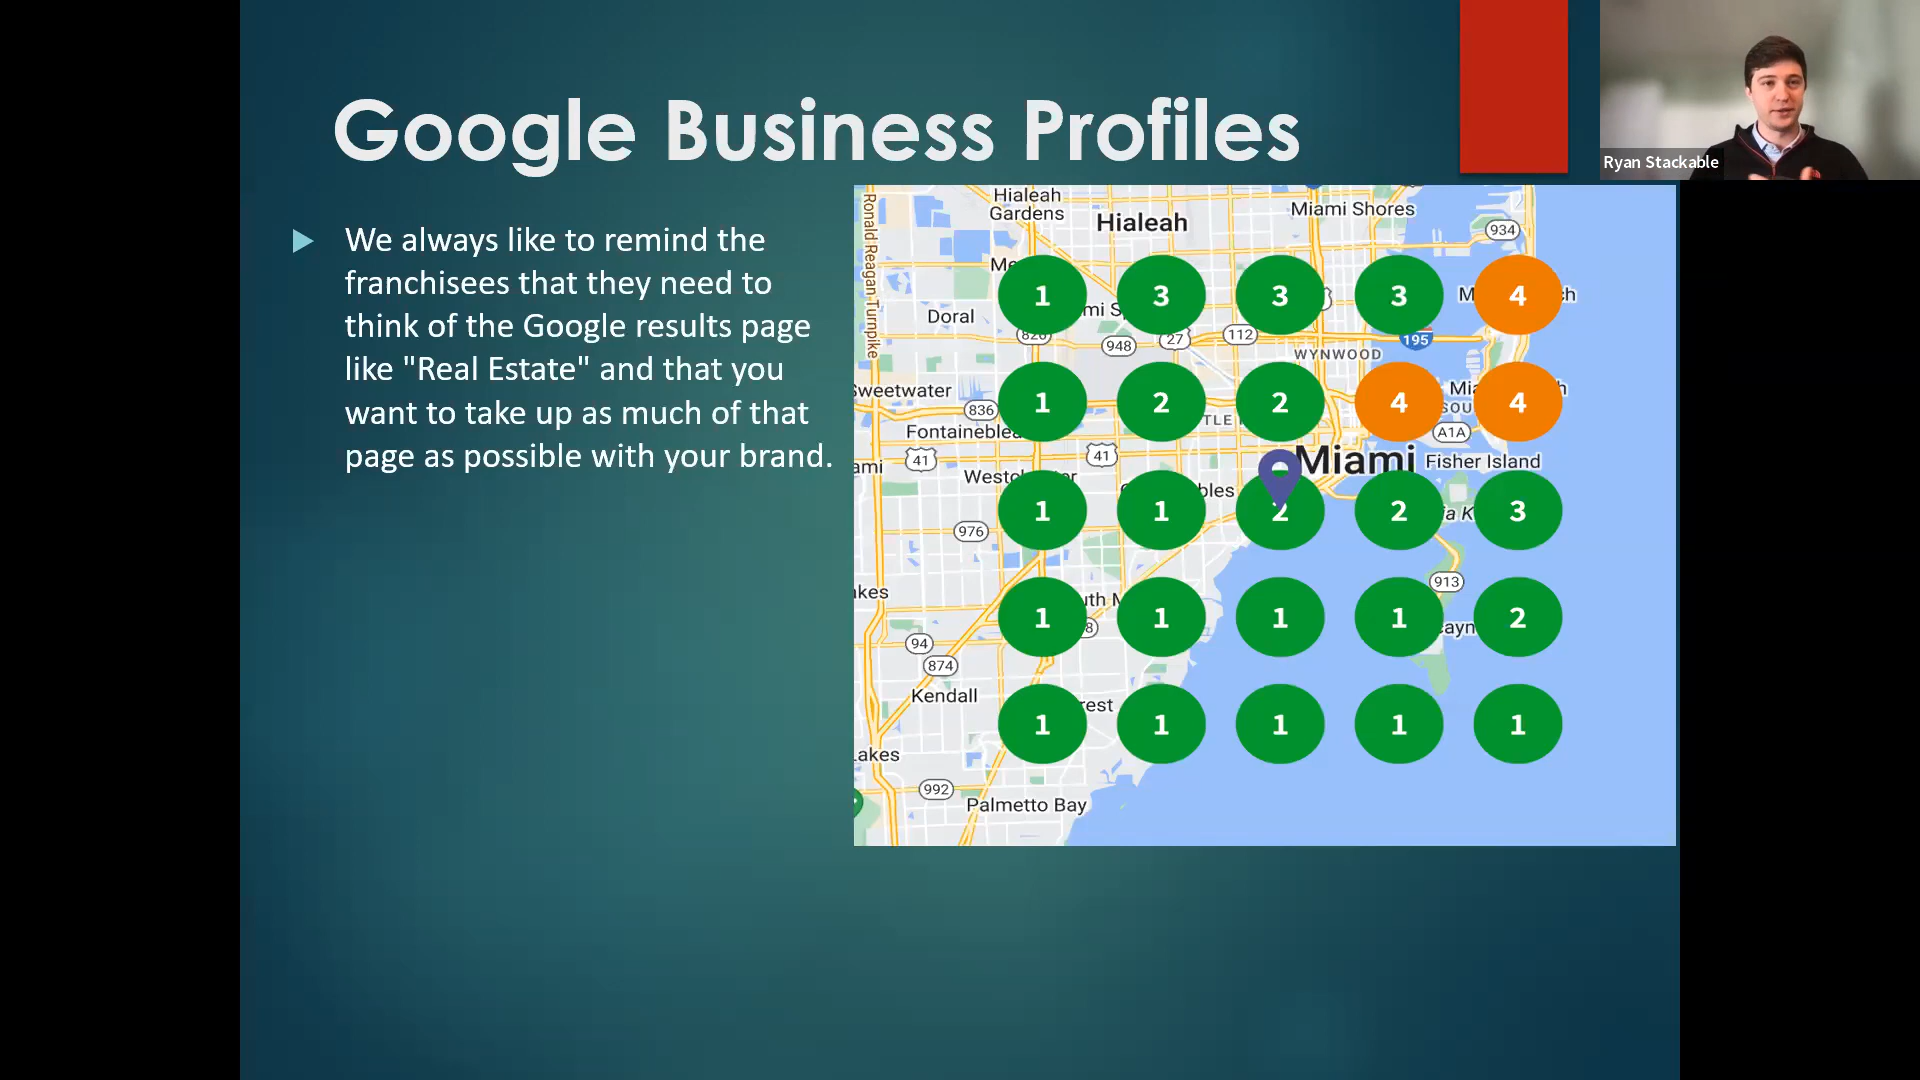 Google Business Profiles
Ryan Stackable
We always like to remind the
franchisees that they need to
think of the Google results page
like "Real Estate" and that you
want to take up as much of that
page as possible with your brand.
Ronald Reagan Turnpike
Hialeah
Gardens
Hialeah
Miami Shores
934
1 3 3 3 4
Doral
948
27
112
WYNWOOD
195
Sweetwater
836
1 2 2 4 4
A1A
41
41
Miami
Fisher Island
1 1 2 2 3
976
913
94
1 1 1 1 2
874
Kendall
1 1 1 1 1
992
Palmetto Bay